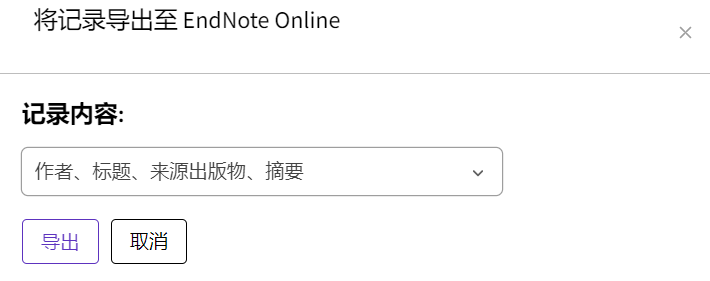 将记录导出至 EndNote Online
记录内容:
作者、标题、来源出版物、摘要
导出
取消